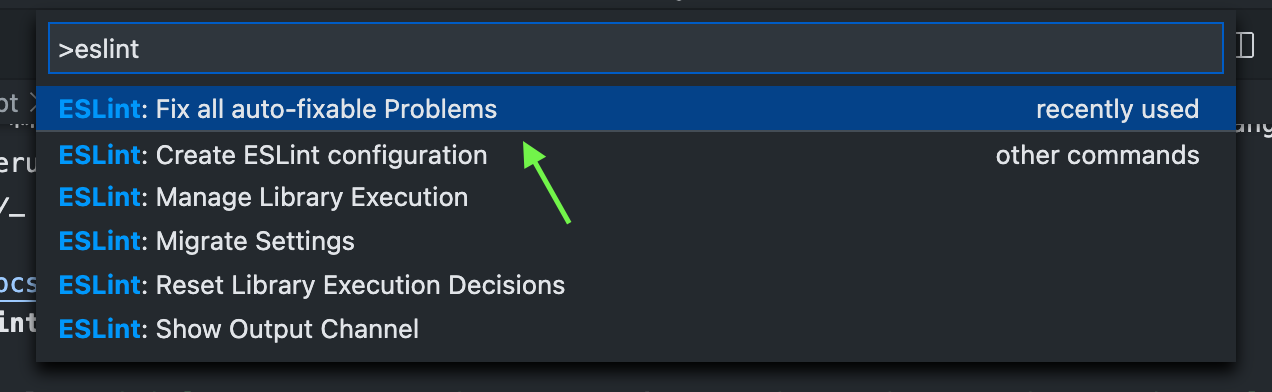 >eslint
ESLint: Fix all auto-fixable Problems recently used
ESLint: Create ESLint configuration other commands
ESLint: Manage Library Execution
ESLint: Migrate Settings
ESLint: Reset Library Execution Decisions
ESLint: Show Output Channel